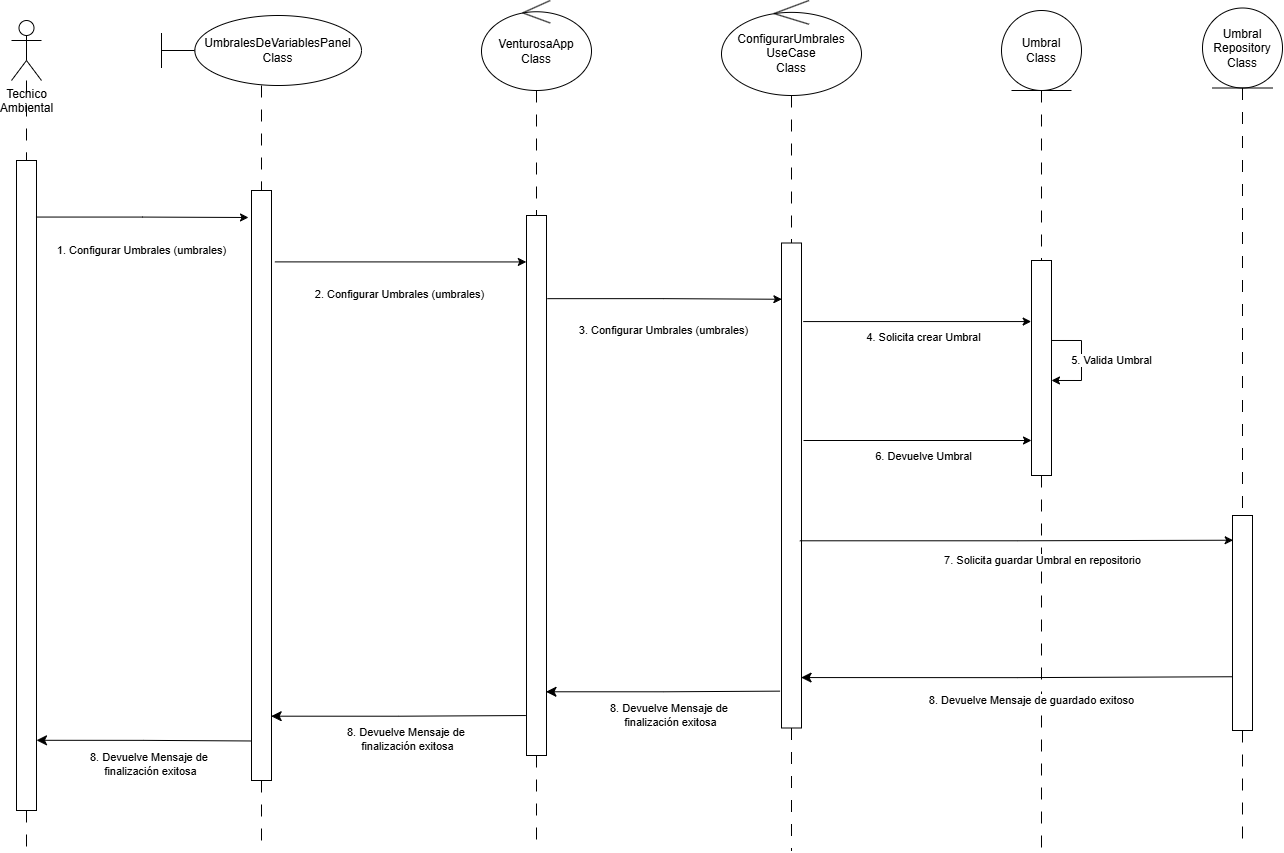 UmbralesDeVariablesPanel
Class
VenturosaApp
Class
ConfigurarUmbrales
UseCase
Class
Umbral
Class
Umbral
Repository
Class
Techico
Ambiental
1. Configurar Umbrales (umbrales)
2. Configurar Umbrales (umbrales)
3. Configurar Umbrales (umbrales)
4. Solicita crear Umbral
5. Valida Umbral
6. Devuelve Umbral
7. Solicita guardar Umbral en repositorio
8. Devuelve Mensaje de guardado exitoso
8. Devuelve Mensaje de
finalización exitosa
8. Devuelve Mensaje de
finalización exitosa
8. Devuelve Mensaje de
finalización exitosa